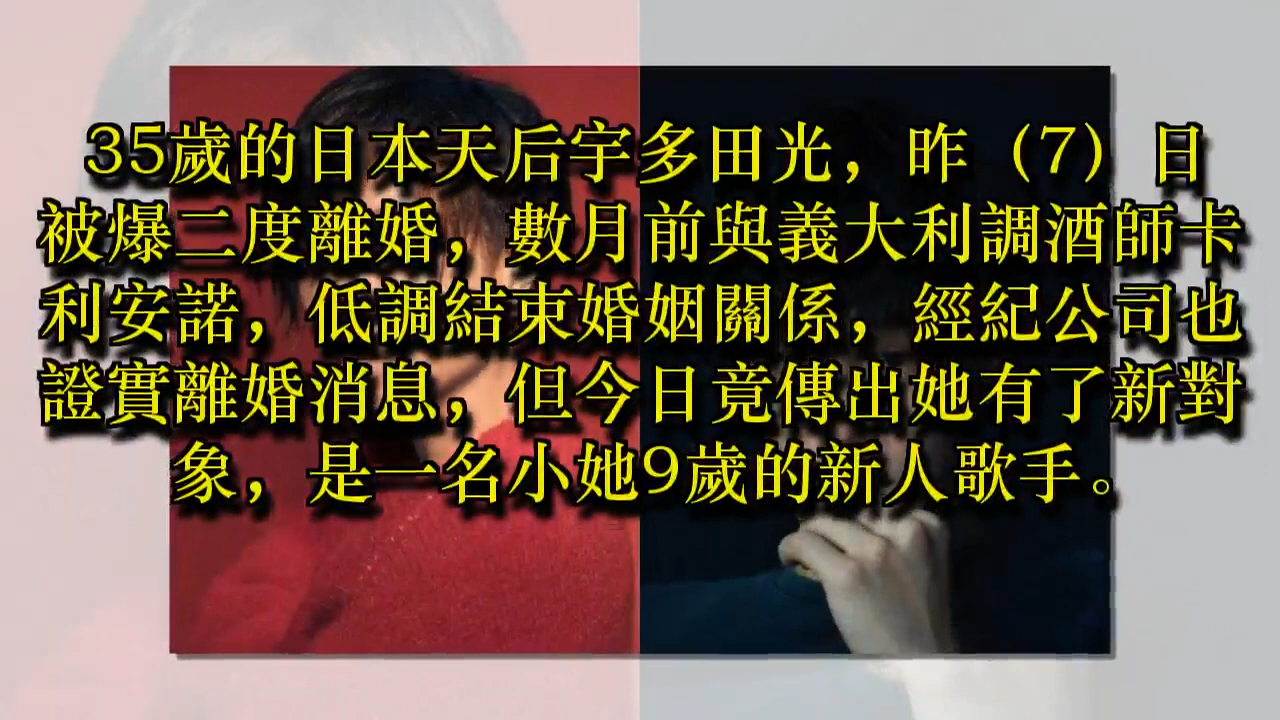 35歲的日本天后宇多田光，昨（7）日
被爆二度離婚，數月前與義大利調酒師卡
利安諾，低調結束婚姻關係，經紀公司也
證實離婚消息，但今日竟傳出她有了新對
象，是一名小她9歲的新人歌手。